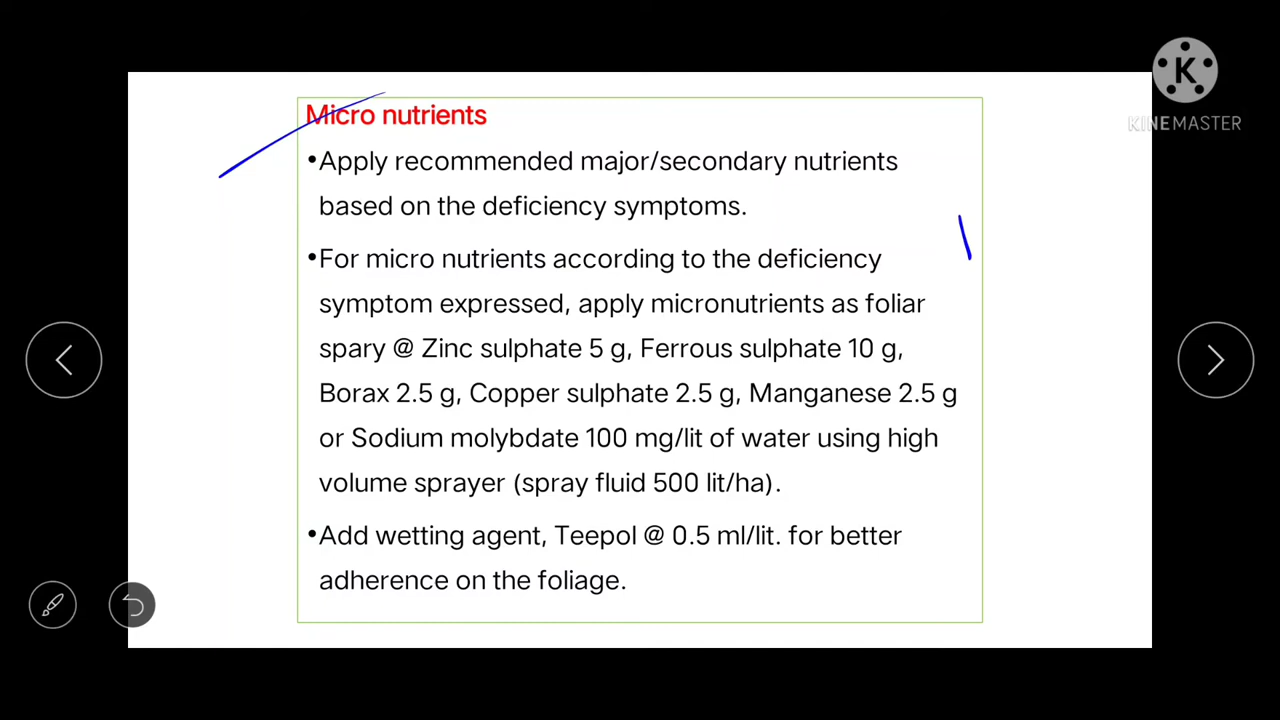 Micro nutrients
•Apply recommended major/secondary nutrients
based on the deficiency symptoms.
•For micro nutrients according to the deficiency
symptom expressed, apply micronutrients as foliar
spary @ Zinc sulphate 5 g, Ferrous sulphate 10 g,
Borax 2.5 g, Copper sulphate 2.5 g, Manganese 2.5 g
or Sodium molybdate 100 mg/lit of water using high
volume sprayer (spray fluid 500 lit/ha).
•Add wetting agent, Teepol @ 0.5 ml/lit. for better
adherence on the foliage.
K
KINEMASTER